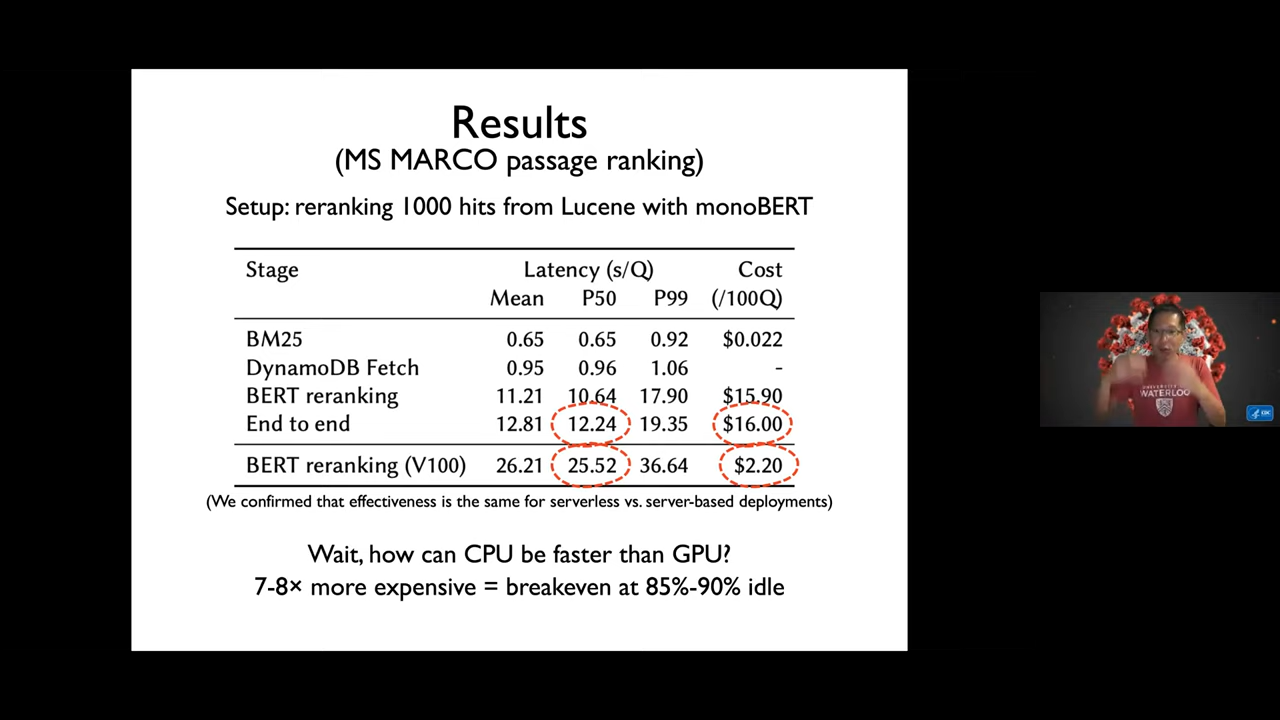 Results
(MS MARCO passage ranking)
Setup: reranking 1000 hits from Lucene with monoBERT
Stage Latency (s/Q) Cost
Mean P50 P99 (/100Q)
BM25 0.65 0.65 0.92 $0.022
DynamoDB Fetch 0.95 0.96 1.06 -
BERT reranking 11.21 10.64 17.90 $15.90
End to end 12.81 12.24 19.35 $16.00
BERT reranking (V100) 26.21 25.52 36.64 $2.20
(We confirmed that effectiveness is the same for serverless vs. server-based deployments)
Wait, how can CPU be faster than GPU?
7-8× more expensive = breakeven at 85%-90% idle
UNIVERSITY
WATERLOO
CDC